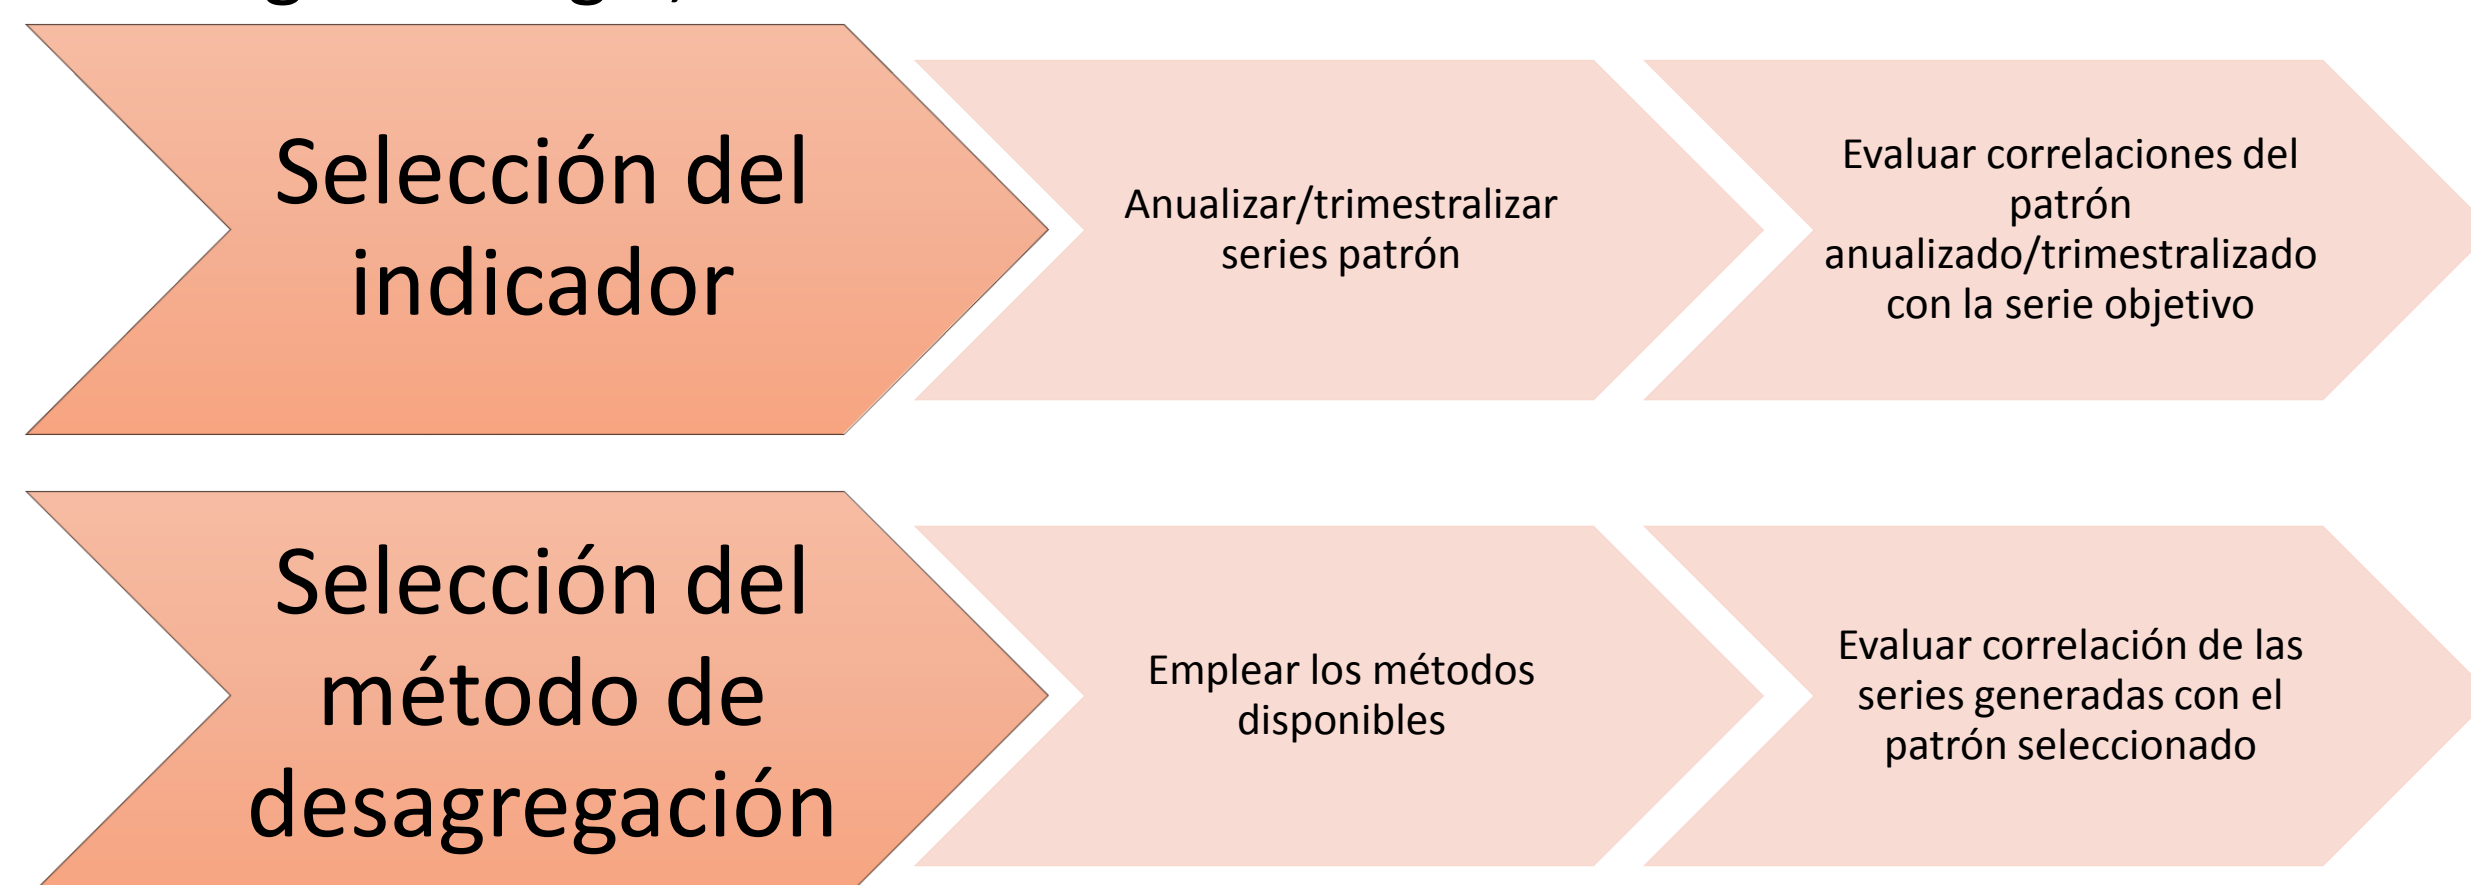 Selección del
indicador
Anualizar/trimestralizar
series patrón
Evaluar correlaciones del
patrón
anualizado/trimestralizado
con la serie objetivo
Selección del
método de
desagregación
Emplear los métodos
disponibles
Evaluar correlación de las
series generadas con el
patrón seleccionado